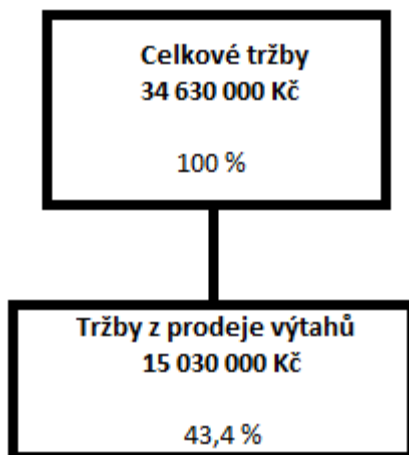 Celkové tržby
34 630 000 Kč
100 %
Tržby z prodeje výtahů
15 030 000 Kč
43,4 %